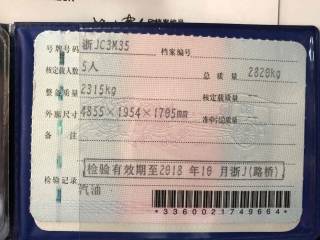 号牌号码 浙JC3M35 档案编号
核定载人数 5人 总质量 2820kg
整备质量 2315kg 核定载质量 --
外廓尺寸 4855×1954×1705mm 准牵引总质量 --
备注
检验有效期至2018年10月浙J(路桥)
检验记录
汽油
*3360021749664*